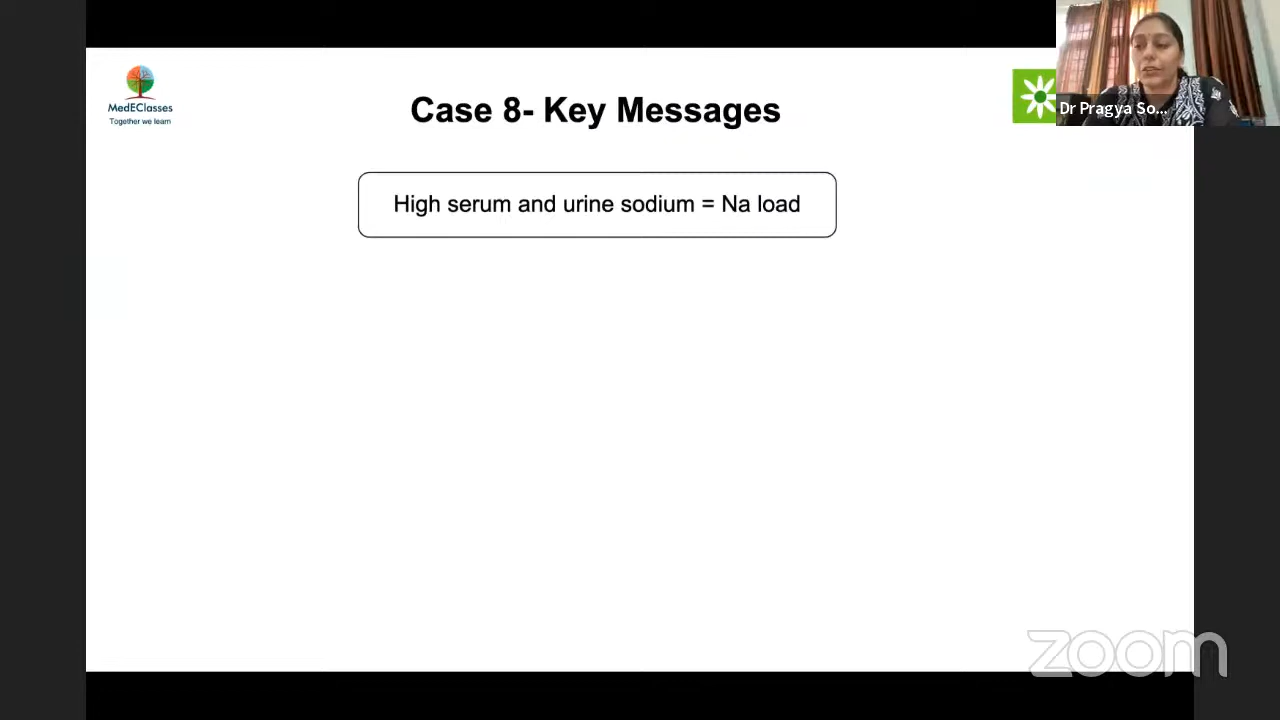 MedEClasses
Together we learn
Case 8- Key Messages
Dr Pragya So...
High serum and urine sodium = Na load
zoom